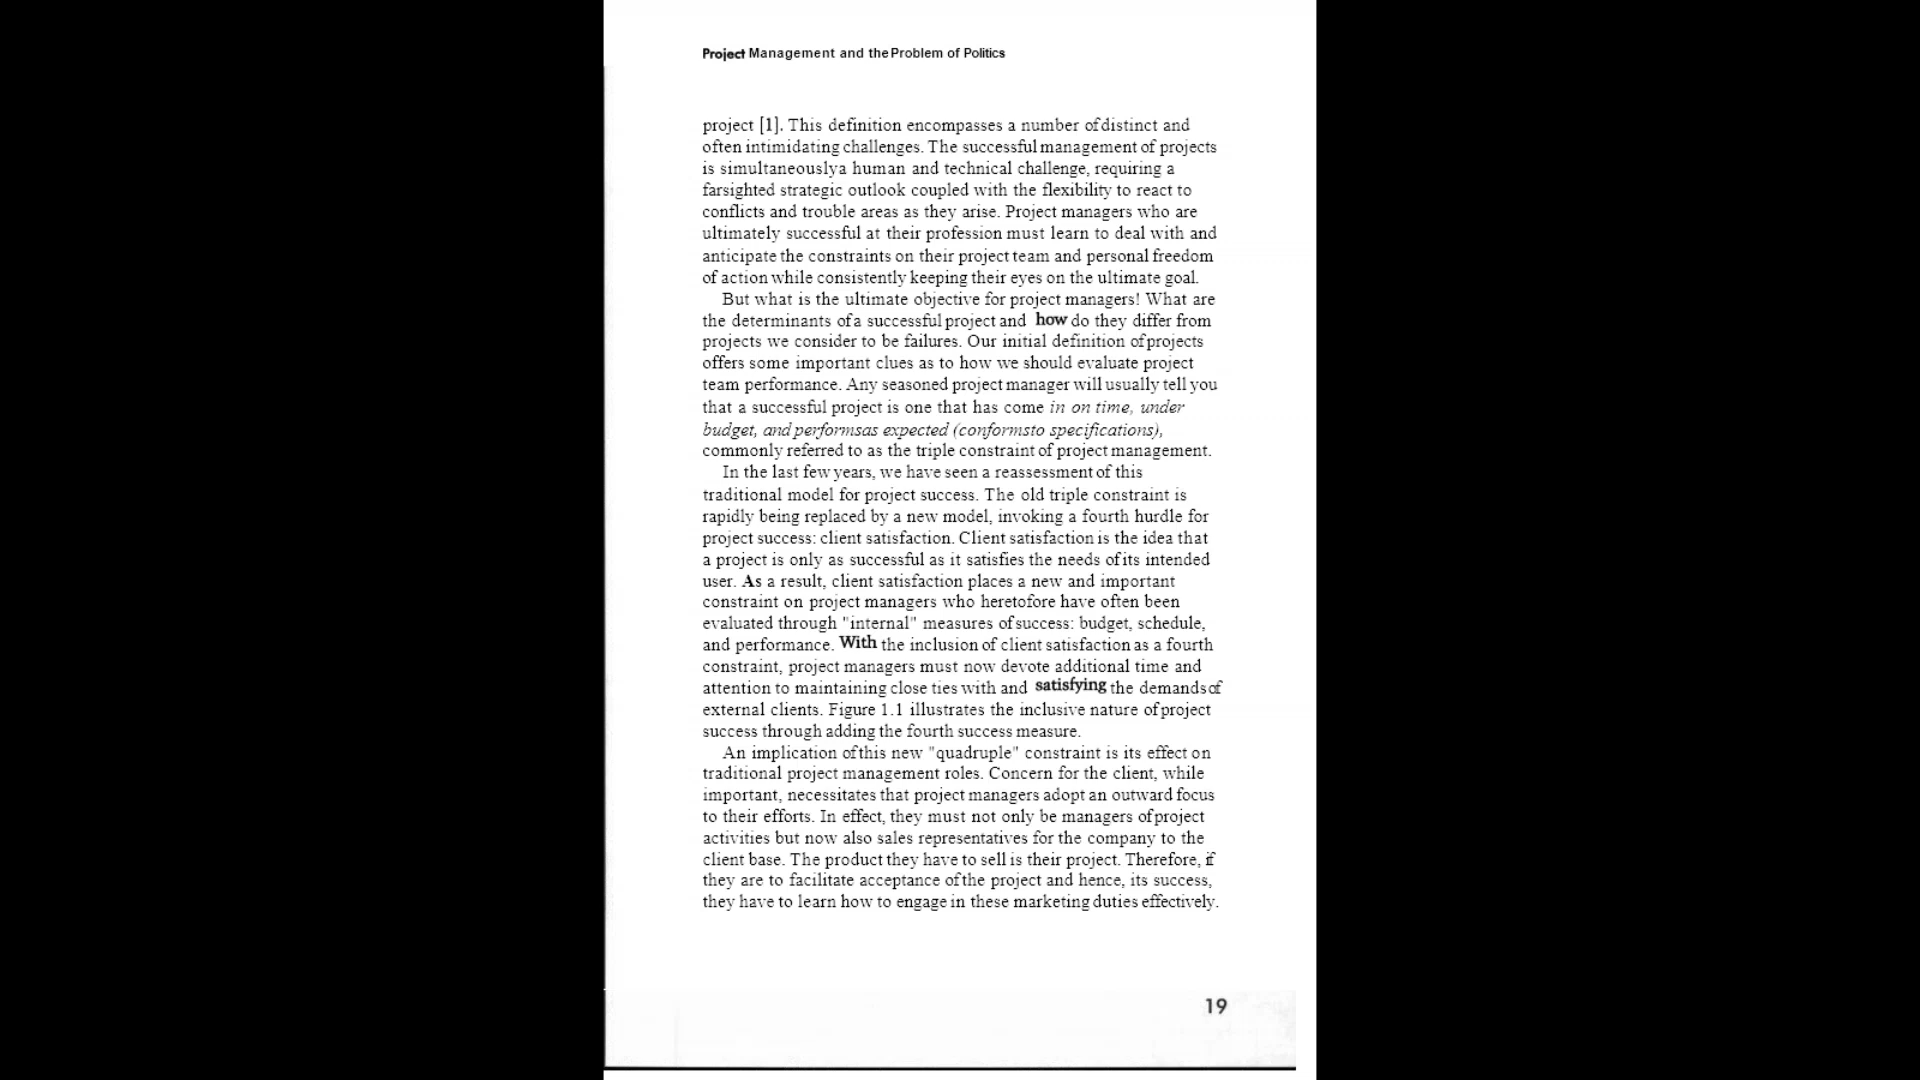 Project Management and the Problem of Politics
project [1]. This definition encompasses a number of distinct and
often intimidating challenges. The successful management of projects
is simultaneously a human and technical challenge, requiring a
farsighted strategic outlook coupled with the flexibility to react to
conflicts and trouble areas as they arise. Project managers who are
ultimately successful at their profession must learn to deal with and
anticipate the constraints on their project team and personal freedom
of action while consistently keeping their eyes on the ultimate goal.
But what is the ultimate objective for project managers! What are
the determinants of a successful project and how do they differ from
projects we consider to be failures. Our initial definition of projects
offers some important clues as to how we should evaluate project
team performance. Any seasoned project manager will usually tell you
that a successful project is one that has come in on time, under
budget, and performs as expected (conforms to specifications),
commonly referred to as the triple constraint of project management.
In the last few years, we have seen a reassessment of this
traditional model for project success. The old triple constraint is
rapidly being replaced by a new model, invoking a fourth hurdle for
project success: client satisfaction. Client satisfaction is the idea that
a project is only as successful as it satisfies the needs of its intended
user. As a result, client satisfaction places a new and important
constraint on project managers who heretofore have often been
evaluated through "internal" measures of success: budget, schedule,
and performance. With the inclusion of client satisfaction as a fourth
constraint, project managers must now devote additional time and
attention to maintaining close ties with and satisfying the demands of
external clients. Figure 1.1 illustrates the inclusive nature of project
success through adding the fourth success measure.
An implication of this new "quadruple" constraint is its effect on
traditional project management roles. Concern for the client, while
important, necessitates that project managers adopt an outward focus
to their efforts. In effect, they must not only be managers of project
activities but now also sales representatives for the company to the
client base. The product they have to sell is their project. Therefore, if
they are to facilitate acceptance of the project and hence, its success,
they have to learn how to engage in these marketing duties effectively.
19